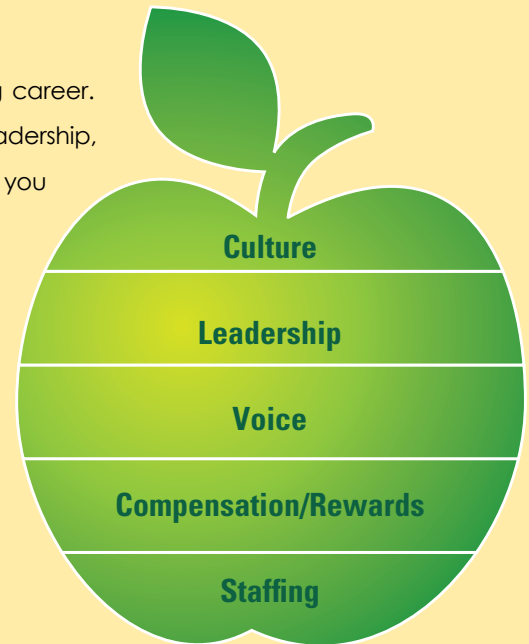 career.
adership,
you
Culture
Leadership
Voice
Compensation/Rewards
Staffing